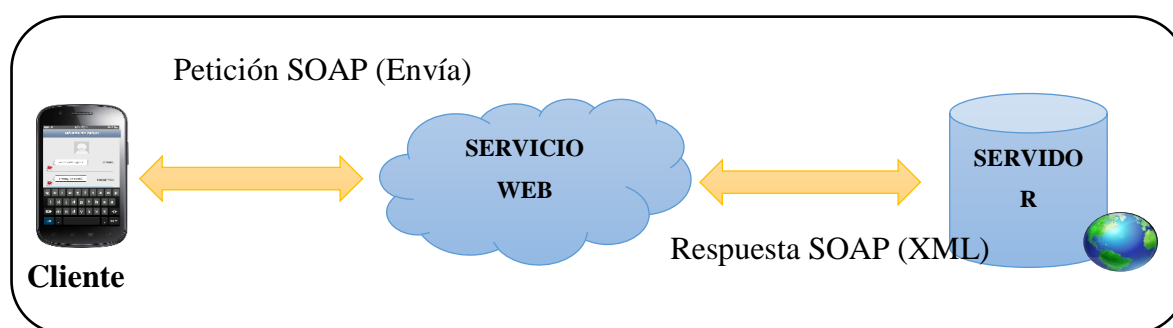 Petición SOAP (Envía)
SERVICIO
WEB
SERVIDO
R
Respuesta SOAP (XML)
Cliente